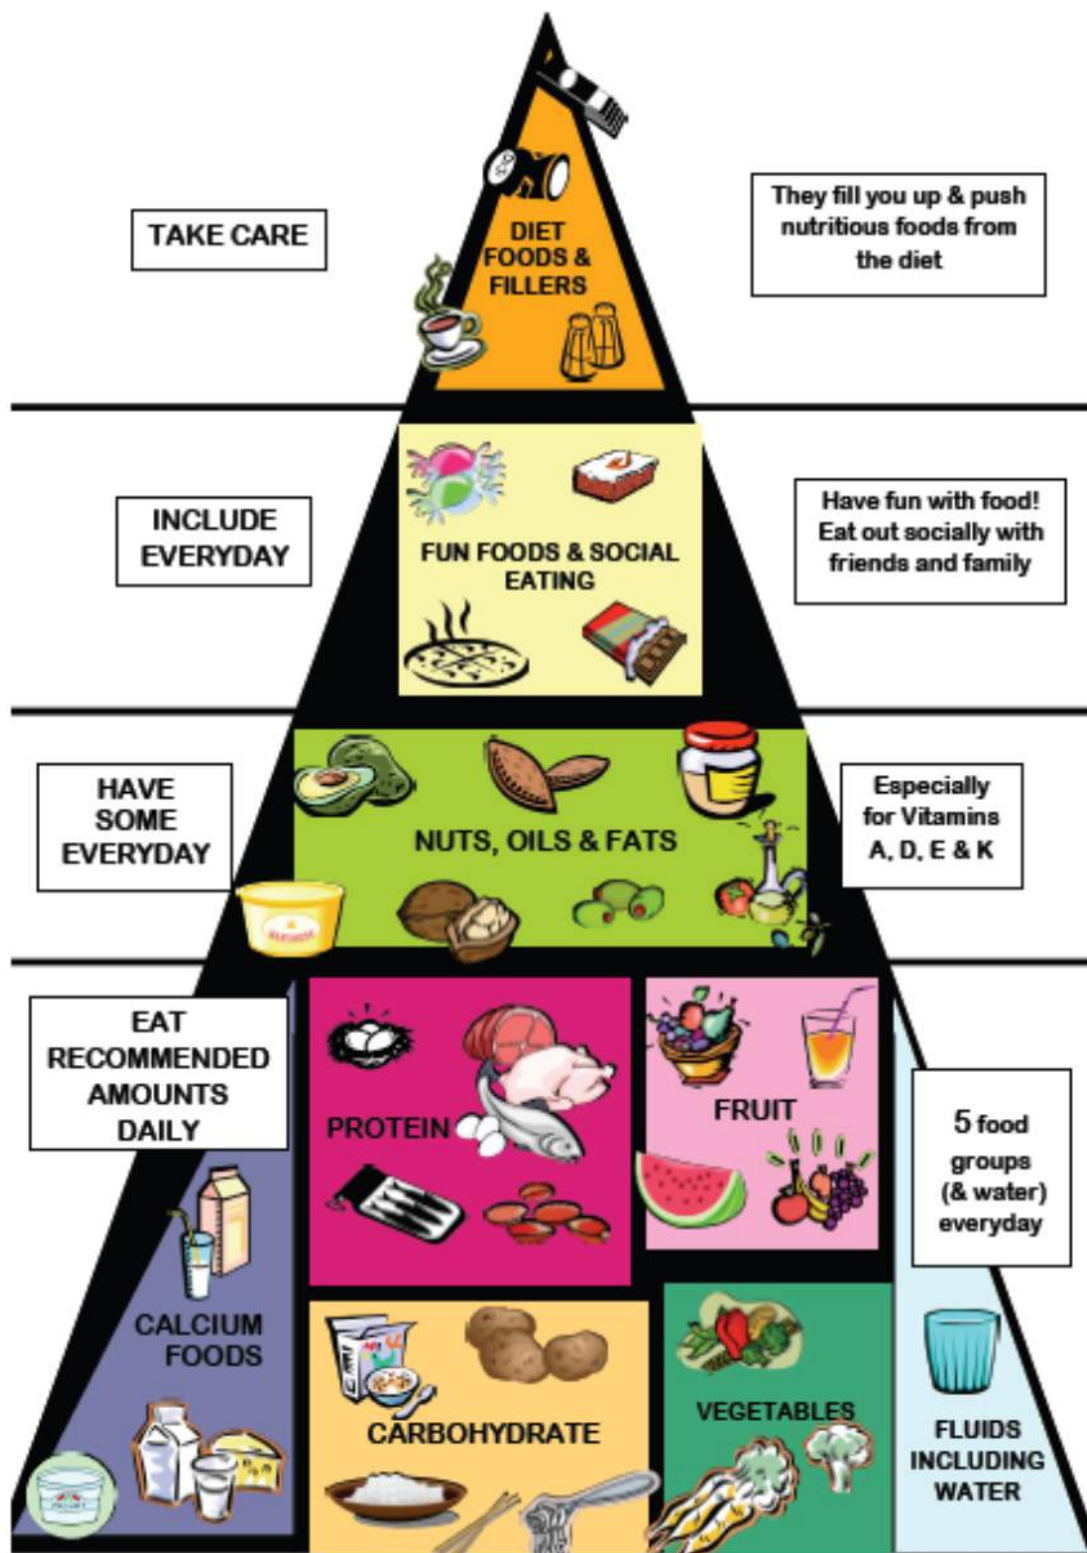 TAKE CARE
DIET
FOODS &
FILLERS
They fill you up & push
nutritious foods from
the diet
INCLUDE
EVERYDAY
FUN FOODS & SOCIAL
EATING
Have fun with food!
Eat out socially with
friends and family
HAVE
SOME
EVERYDAY
NUTS, OILS & FATS
Especially
for Vitamins
A, D, E & K
EAT
RECOMMENDED
AMOUNTS
DAILY
PROTEIN
FRUIT
5 food
groups
(& water)
everyday
CALCIUM
FOODS
CARBOHYDRATE
VEGETABLES
FLUIDS
INCLUDING
WATER